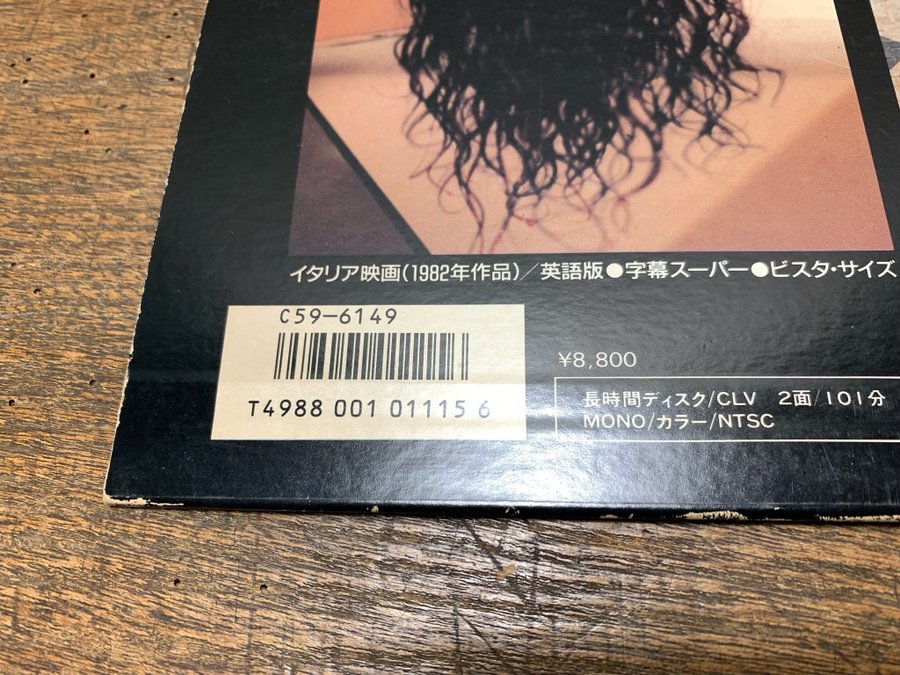 イタリア映画(1982年作品)／英語版●字幕スーパー●ビスタ・サイズ
C59-6149
T4988 001 01115 6
¥8,800
長時間ディスク/CLV 2面/101分
MONO/カラー/NTSC